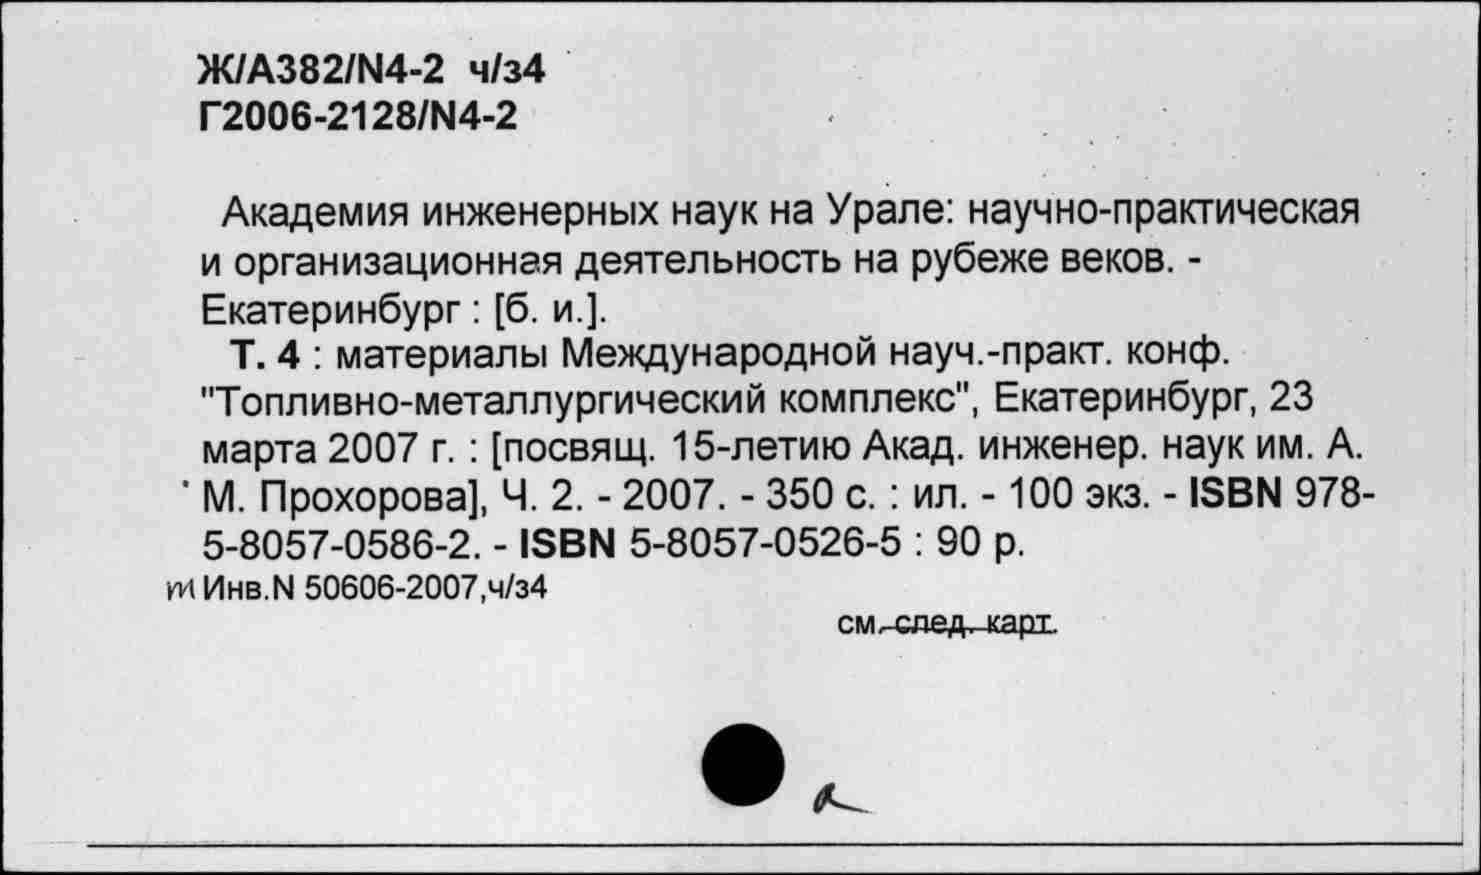 Ж/А382/N4-2 ч/з4
Г2006-2128/N4-2
Академия инженерных наук на Урале: научно-практическая
и организационная деятельность на рубеже веков. -
Екатеринбург : [б. и.].
Т. 4 : материалы Международной науч.-практ. конф.
"Топливно-металлургический комплекс", Екатеринбург, 23
марта 2007 г. : [посвящ. 15-летию Акад. инженер. наук им. А.
М. Прохорова], Ч. 2. - 2007. - 350 с. : ил. - 100 экз. - ISBN 978-
5-8057-0586-2. - ISBN 5-8057-0526-5 : 90 р.
Инв.N 50606-2007,ч/з4
см. след. карт.